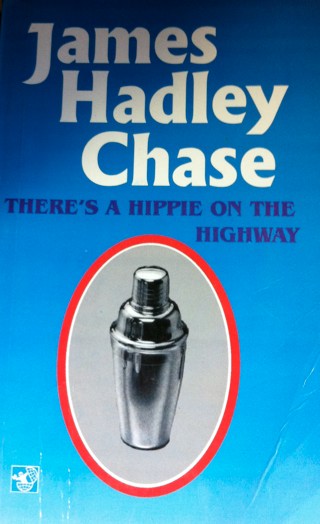 James
Hadley
Chase
THERE'S A HIPPIE ON THE
HIGHWAY